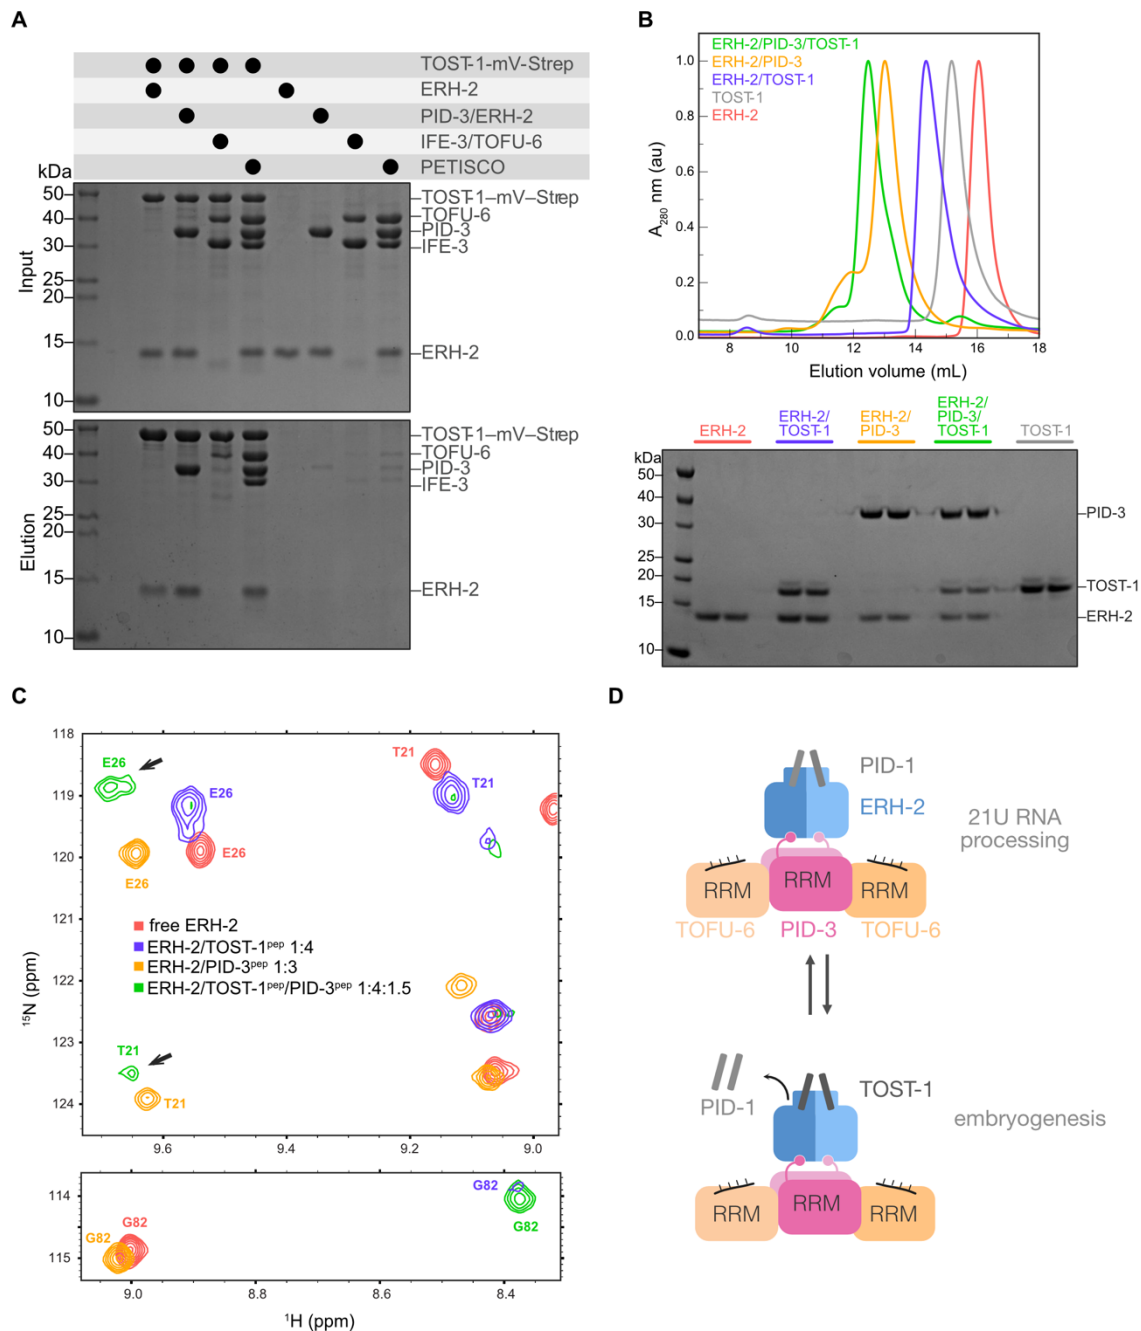 A
TOST-1-mV-Strep
ERH-2
PID-3/ERH-2
IFE-3/TOFU-6
PETISCO
kDa
Input
50
40
30
20
20
15
10
TOST-1–mV–Strep
TOFU-6
PID-3
IFE-3
ERH-2
Elution
50
40
30
23
20
15
10
TOST-1–mV–Strep
TOFU-6
PID-3
IFE-3
ERH-2
B
ERH-2/PID-3/TOST-1
ERH-2/PID-3
ERH-2/TOST-1
TOST-1
ERH-2
A280 nm (au)
1.0
0.8
0.6
0.4
0.2
0.0
8 10 12 14 16 18
Elution volume (mL)
ERH-2
ERH-2/
TOST-1
ERH-2/
PID-3
ERH-2/
PID-3/
TOST-1
TOST-1
kDa
50
40
30
25
20
15
10
PID-3
TOST-1
ERH-2
C
118
119
120
121
122
123
124
15N (ppm)
E26
E26
E26
E26
T21
T21
free ERH-2
ERH-2/TOST-1pep 1:4
ERH-2/PID-3pep 1:3
ERH-2/TOST-1pep/PID-3pep 1:4:1.5
T21
T21
9.6 9.4 9.2 9.0
114
115
G82
G82
G82
G82
9.0 8.8 8.6 8.4
1H (ppm)
D
PID-1
ERH-2
21U RNA
processing
RRM
RRM
RRM
TOFU-6
PID-3
TOFU-6
PID-1
TOST-1
embryogenesis
RRM
RRM
RRM